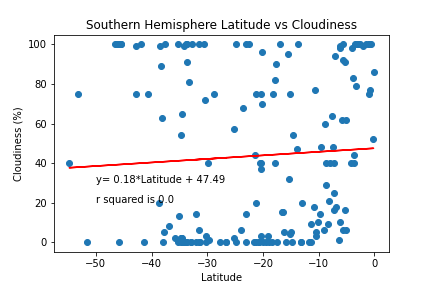 Southern Hemisphere Latitude vs Cloudiness
100
80
60
40
20
0
Cloudiness (%)
y= 0.18*Latitude + 47.49
r squared is 0.0
−50
−40
−30
−20
−10
0
Latitude